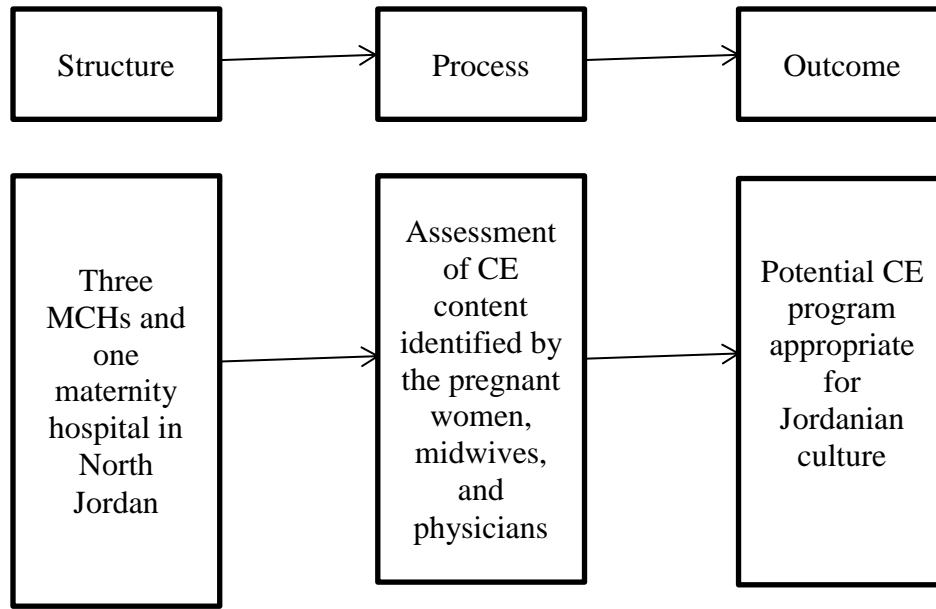 Structure
Process
Outcome
Three
MCHs and
one
maternity
hospital in
North
Jordan
Assessment
of CE
content
identified by
the pregnant
women,
midwives,
and
physicians
Potential CE
program
appropriate
for
Jordanian
culture